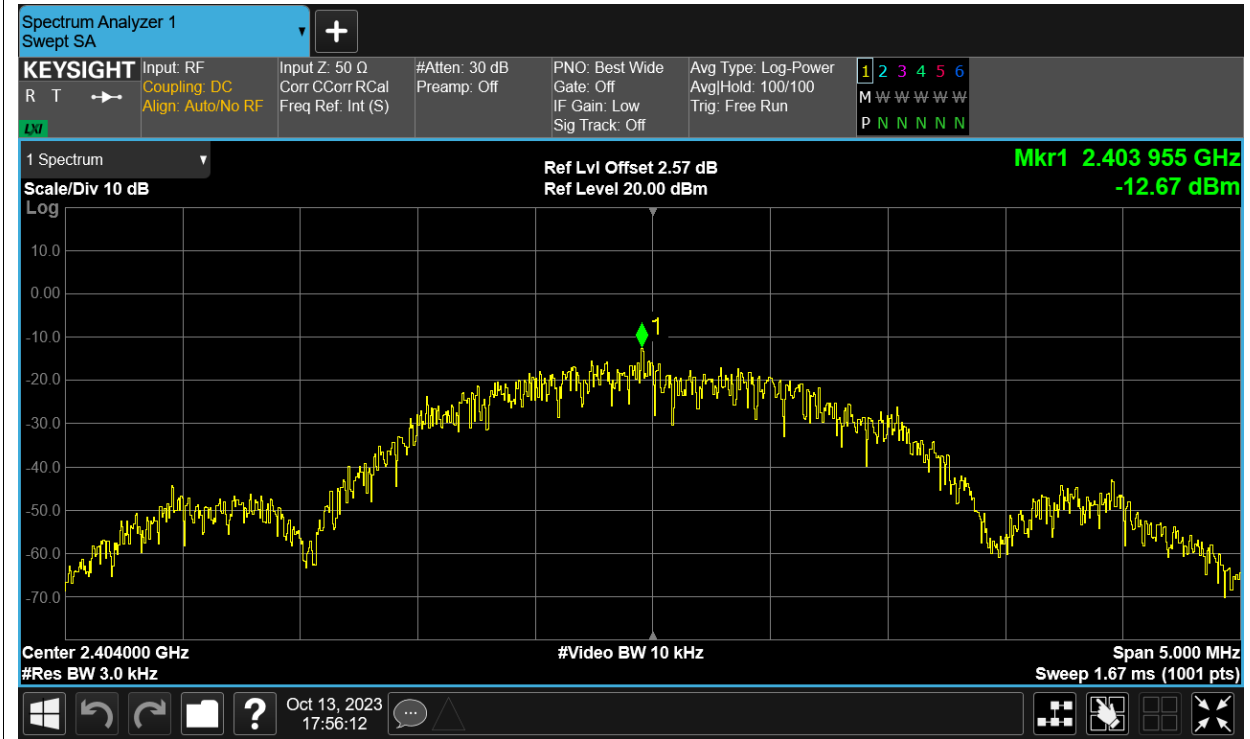 Spectrum Analyzer 1
Swept SA
KEYSIGHT
R T
LXI
Input: RF
Coupling: DC
Align: Auto/No RF
Input Z: 50 Ω
Corr CCorr RCal
Freq Ref: Int (S)
#Atten: 30 dB
Preamp: Off
PNO: Best Wide
Gate: Off
IF Gain: Low
Sig Track: Off
Avg Type: Log-Power
Avg|Hold: 100/100
Trig: Free Run
1 2 3 4 5 6
M W W W W W W
P N N N N N N
1 Spectrum
Scale/Div 10 dB
Log
Ref Lvl Offset 2.57 dB
Ref Level 20.00 dBm
Mkr1 2.403 955 GHz
-12.67 dBm
10.0
0.00
-10.0
-20.0
-30.0
-40.0
-50.0
-60.0
-70.0
1
Center 2.404000 GHz
#Res BW 3.0 kHz
#Video BW 10 kHz
Span 5.000 MHz
Sweep 1.67 ms (1001 pts)
?
Oct 13, 2023
17:56:12